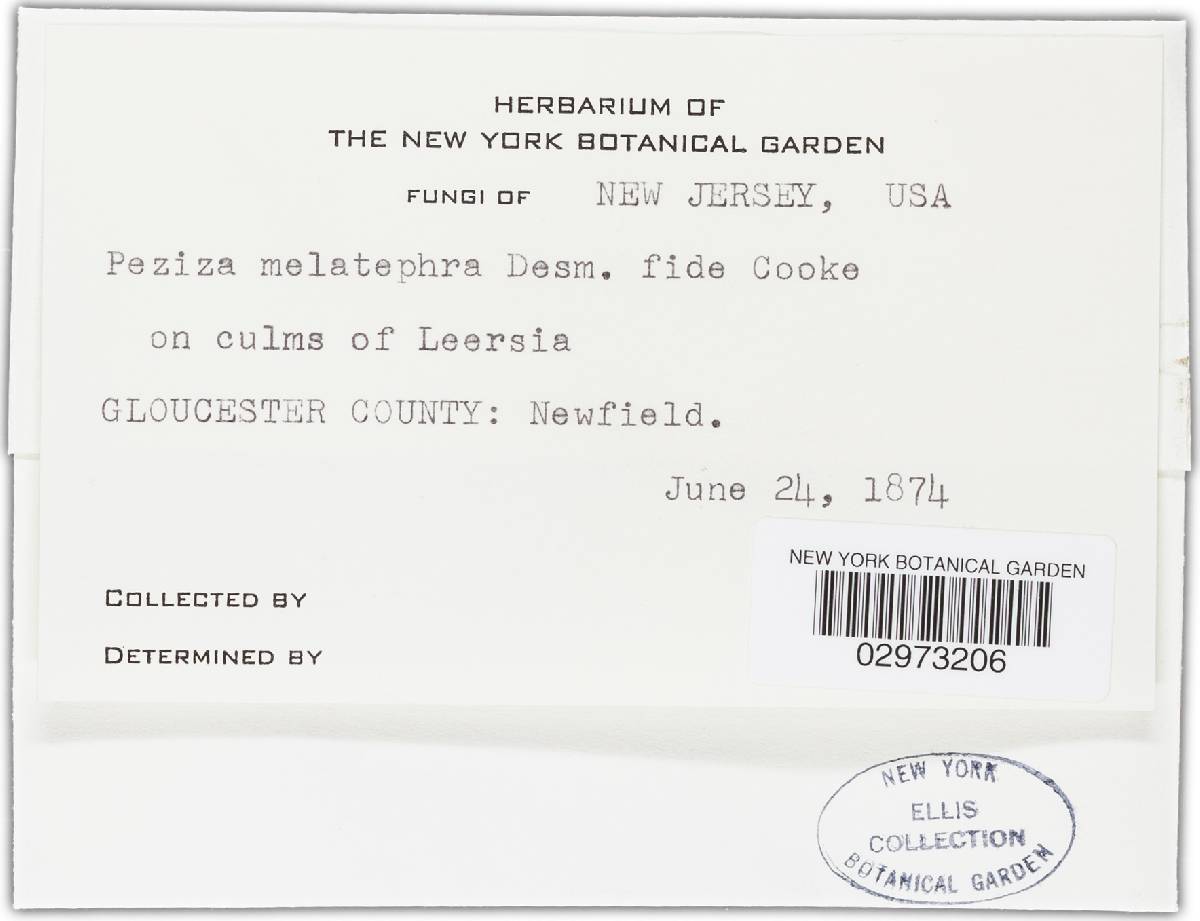 HERBARIUM OF
THE NEW YORK BOTANICAL GARDEN
FUNGI OF NEW JERSEY, USA
Peziza melatephra Desm. fide Cooke
on culms of Leersia
GLOUCESTER COUNTY: Newfield.
June 24, 1874
NEW YORK BOTANICAL GARDEN
02973206
COLLECTED BY
DETERMINED BY
NEW YORK
ELLIS
COLLECTION
BOTANICAL GARDEN